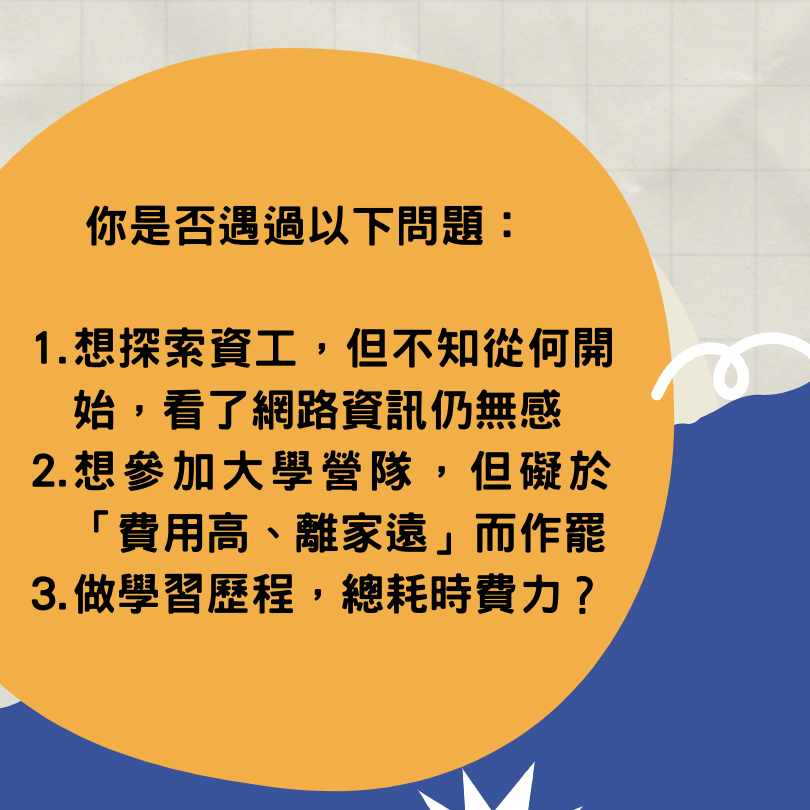 你是否遇過以下問題：
1.想探索資工，但不知從何開
始，看了網路資訊仍無感
2.想參加大學營隊，但礙於
「費用高、離家遠」而作罷
3.做學習歷程，總耗時費力？